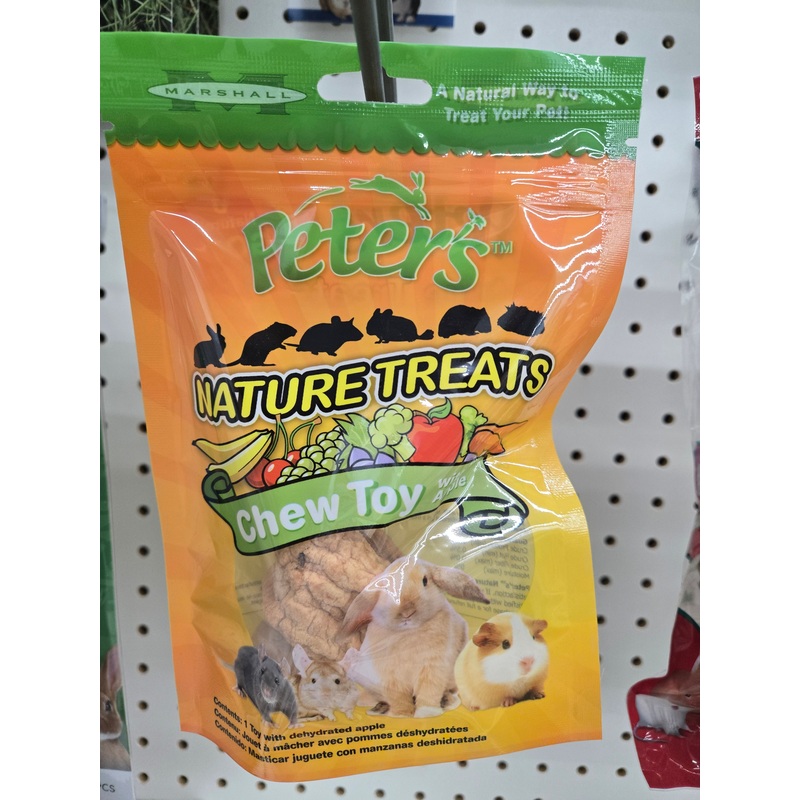 MARSHALL
A Natural Way to
Treat Your Pet!
Peter's™
NATURE TREATS
Chew Toy
Contents: 1 Toy with dehydrated apple
Contenu: Jouet à mâcher avec pommes déshydratées
Contenido: Masticar juguete con manzanas deshidratada